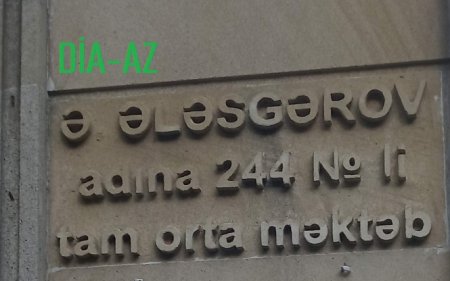 DİA-AZ
Ə ƏLƏSGƏROV
adına 244 № li
tam orta məktəb